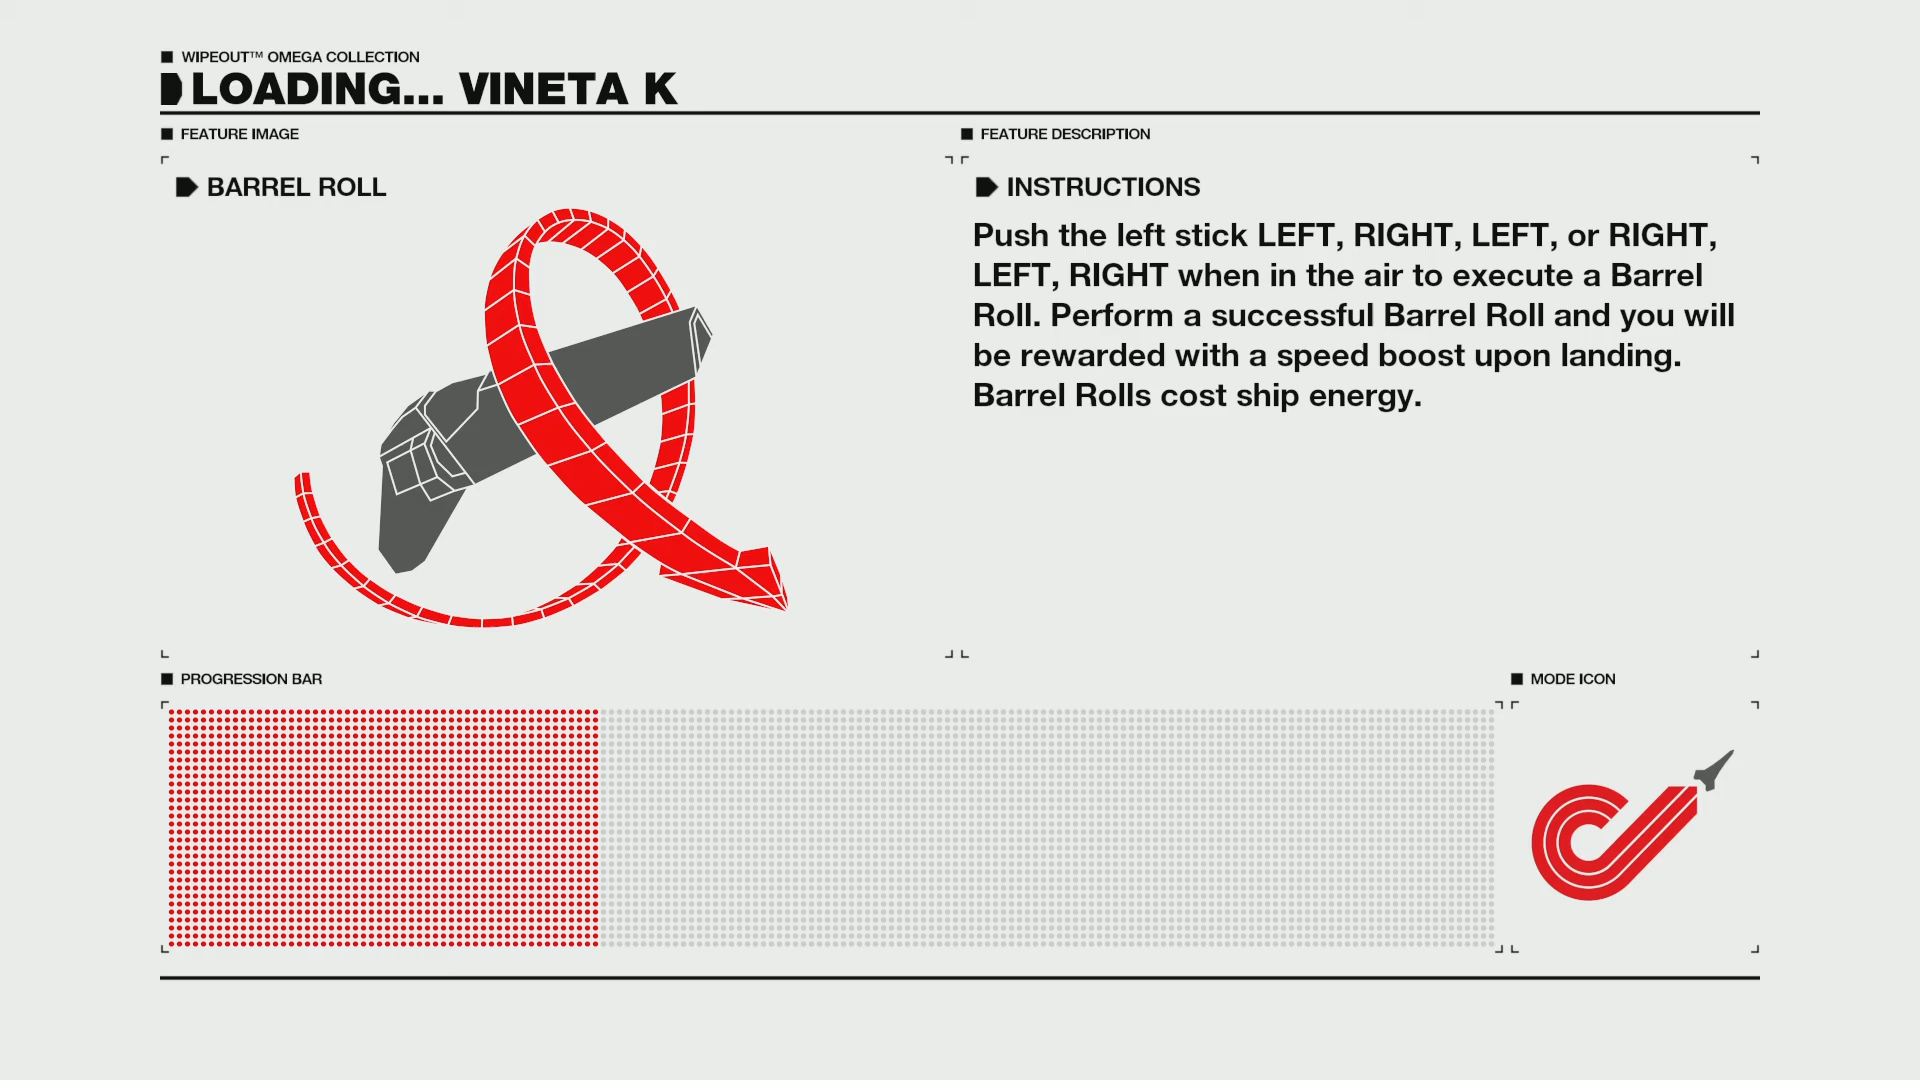 WIPEOUT™ OMEGA COLLECTION
LOADING... VINETA K
FEATURE IMAGE
BARREL ROLL
FEATURE DESCRIPTION
INSTRUCTIONS
Push the left stick LEFT, RIGHT, LEFT, or RIGHT,
LEFT, RIGHT when in the air to execute a Barrel
Roll. Perform a successful Barrel Roll and you will
be rewarded with a speed boost upon landing.
Barrel Rolls cost ship energy.
PROGRESSION BAR
MODE ICON